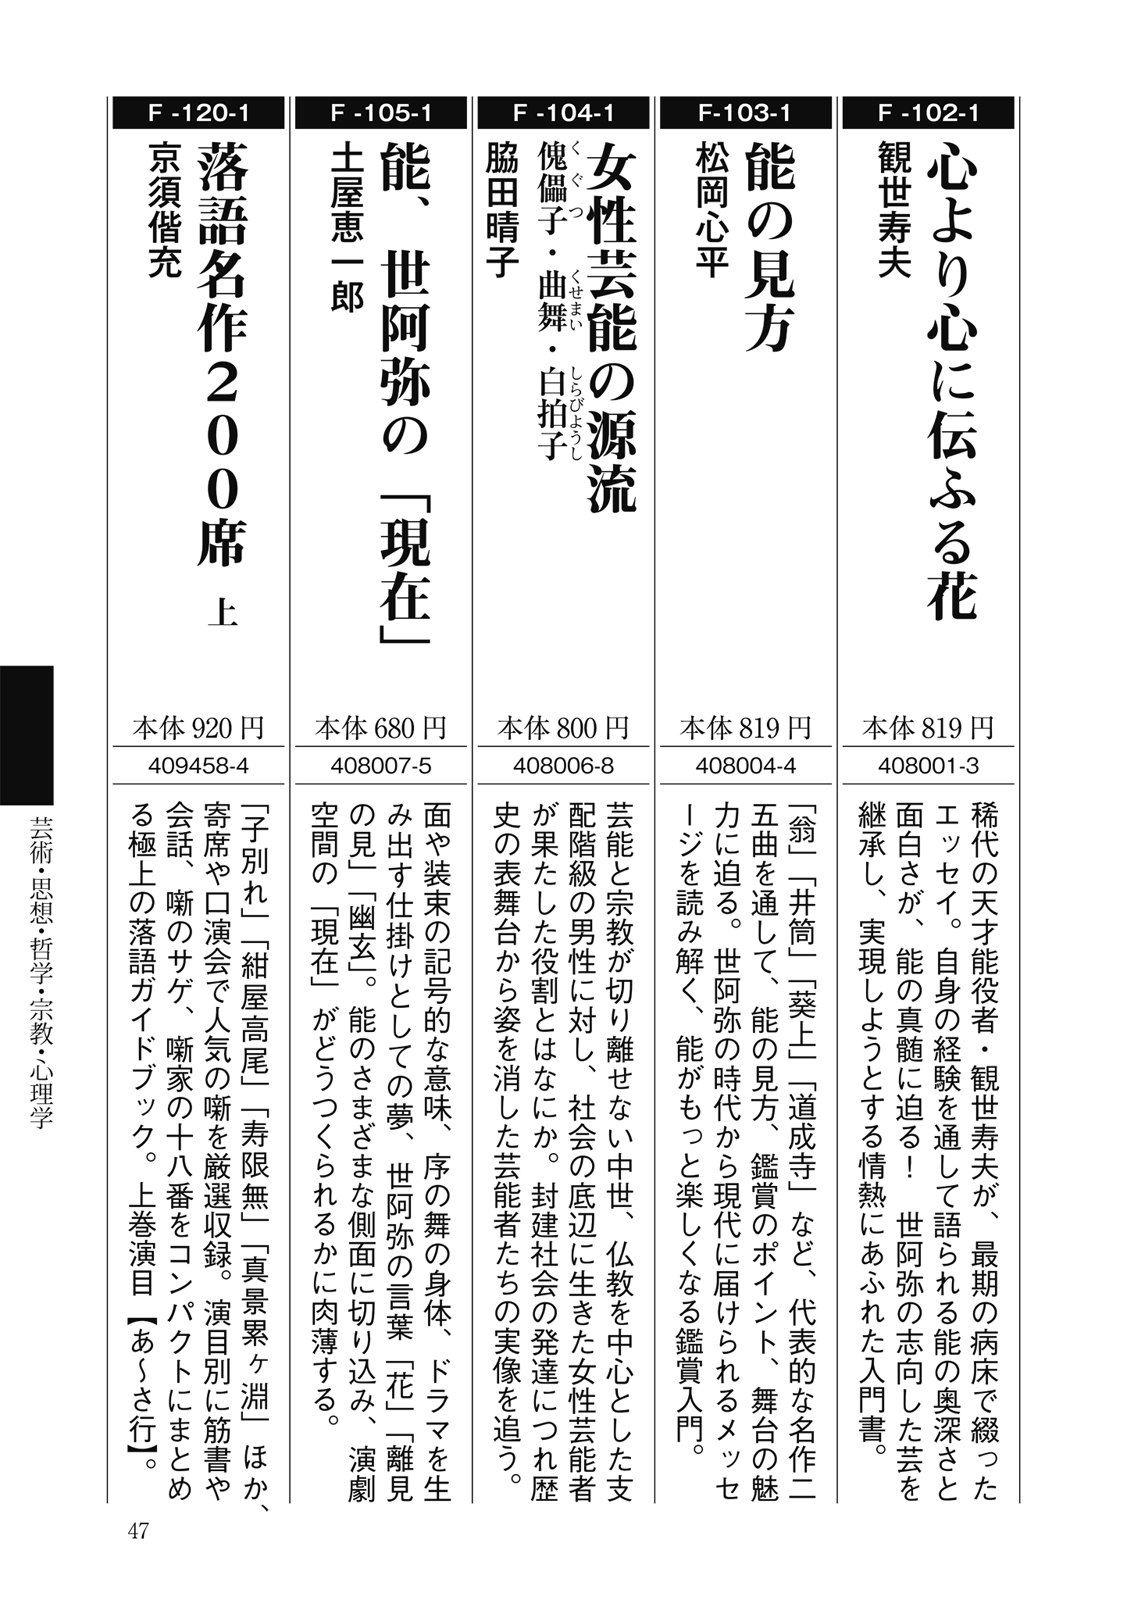 F-102-1
心より心に伝ふる花
観世寿夫
本体819円
408001-3
稀代の天才能役者・観世寿夫が、最期の病床で綴った
エッセイ。自身の経験を通して語られる能の奥深さと
面白さが、能の真髄に迫る！　世阿弥の志向した芸を
継承し、実現しようとする情熱にあふれた入門書。
F-103-1
能の見方
松岡心平
本体819円
408004-4
「翁」「井筒」「葵上」「道成寺」など、代表的な名作二
五曲を通して、能の見方、鑑賞のポイント、舞台の魅
力に迫る。世阿弥の時代から現代に届けられるメッセ
ージを読み解く、能がもっと楽しくなる鑑賞入門。
F-104-1
女性芸能の源流
くぐつ くせまい しらびょうし
傀儡子・曲舞・白拍子
脇田晴子
本体800円
408006-8
芸能と宗教が切り離せない中世、仏教を中心とした支
配階級の男性に対し、社会の底辺に生きた女性芸能者
が果たした役割とはなにか。封建社会の発達につれ歴
史の表舞台から姿を消した芸能者たちの実像を追う。
F-105-1
能、世阿弥の「現在」
土屋恵一郎
本体680円
408007-5
面や装束の記号的な意味、序の舞の身体、ドラマを生
み出す仕掛けとしての夢、世阿弥の言葉「花」「離見
の見」「幽玄」。能のさまざまな側面に切り込み、演劇
空間の「現在」がどうつくられるかに肉薄する。
F-120-1
落語名作200席 上
京須偕充
本体920円
409458-4
「子別れ」「紺屋高尾」「寿限無」「真景累ヶ淵」ほか、
寄席や口演会で人気の噺を厳選収録。演目別に筋書や
会話、噺のサゲ、噺家の十八番をコンパクトにまとめ
る極上の落語ガイドブック。上巻演目【あ～さ行】。
芸術・思想・哲学・宗教・心理学
47